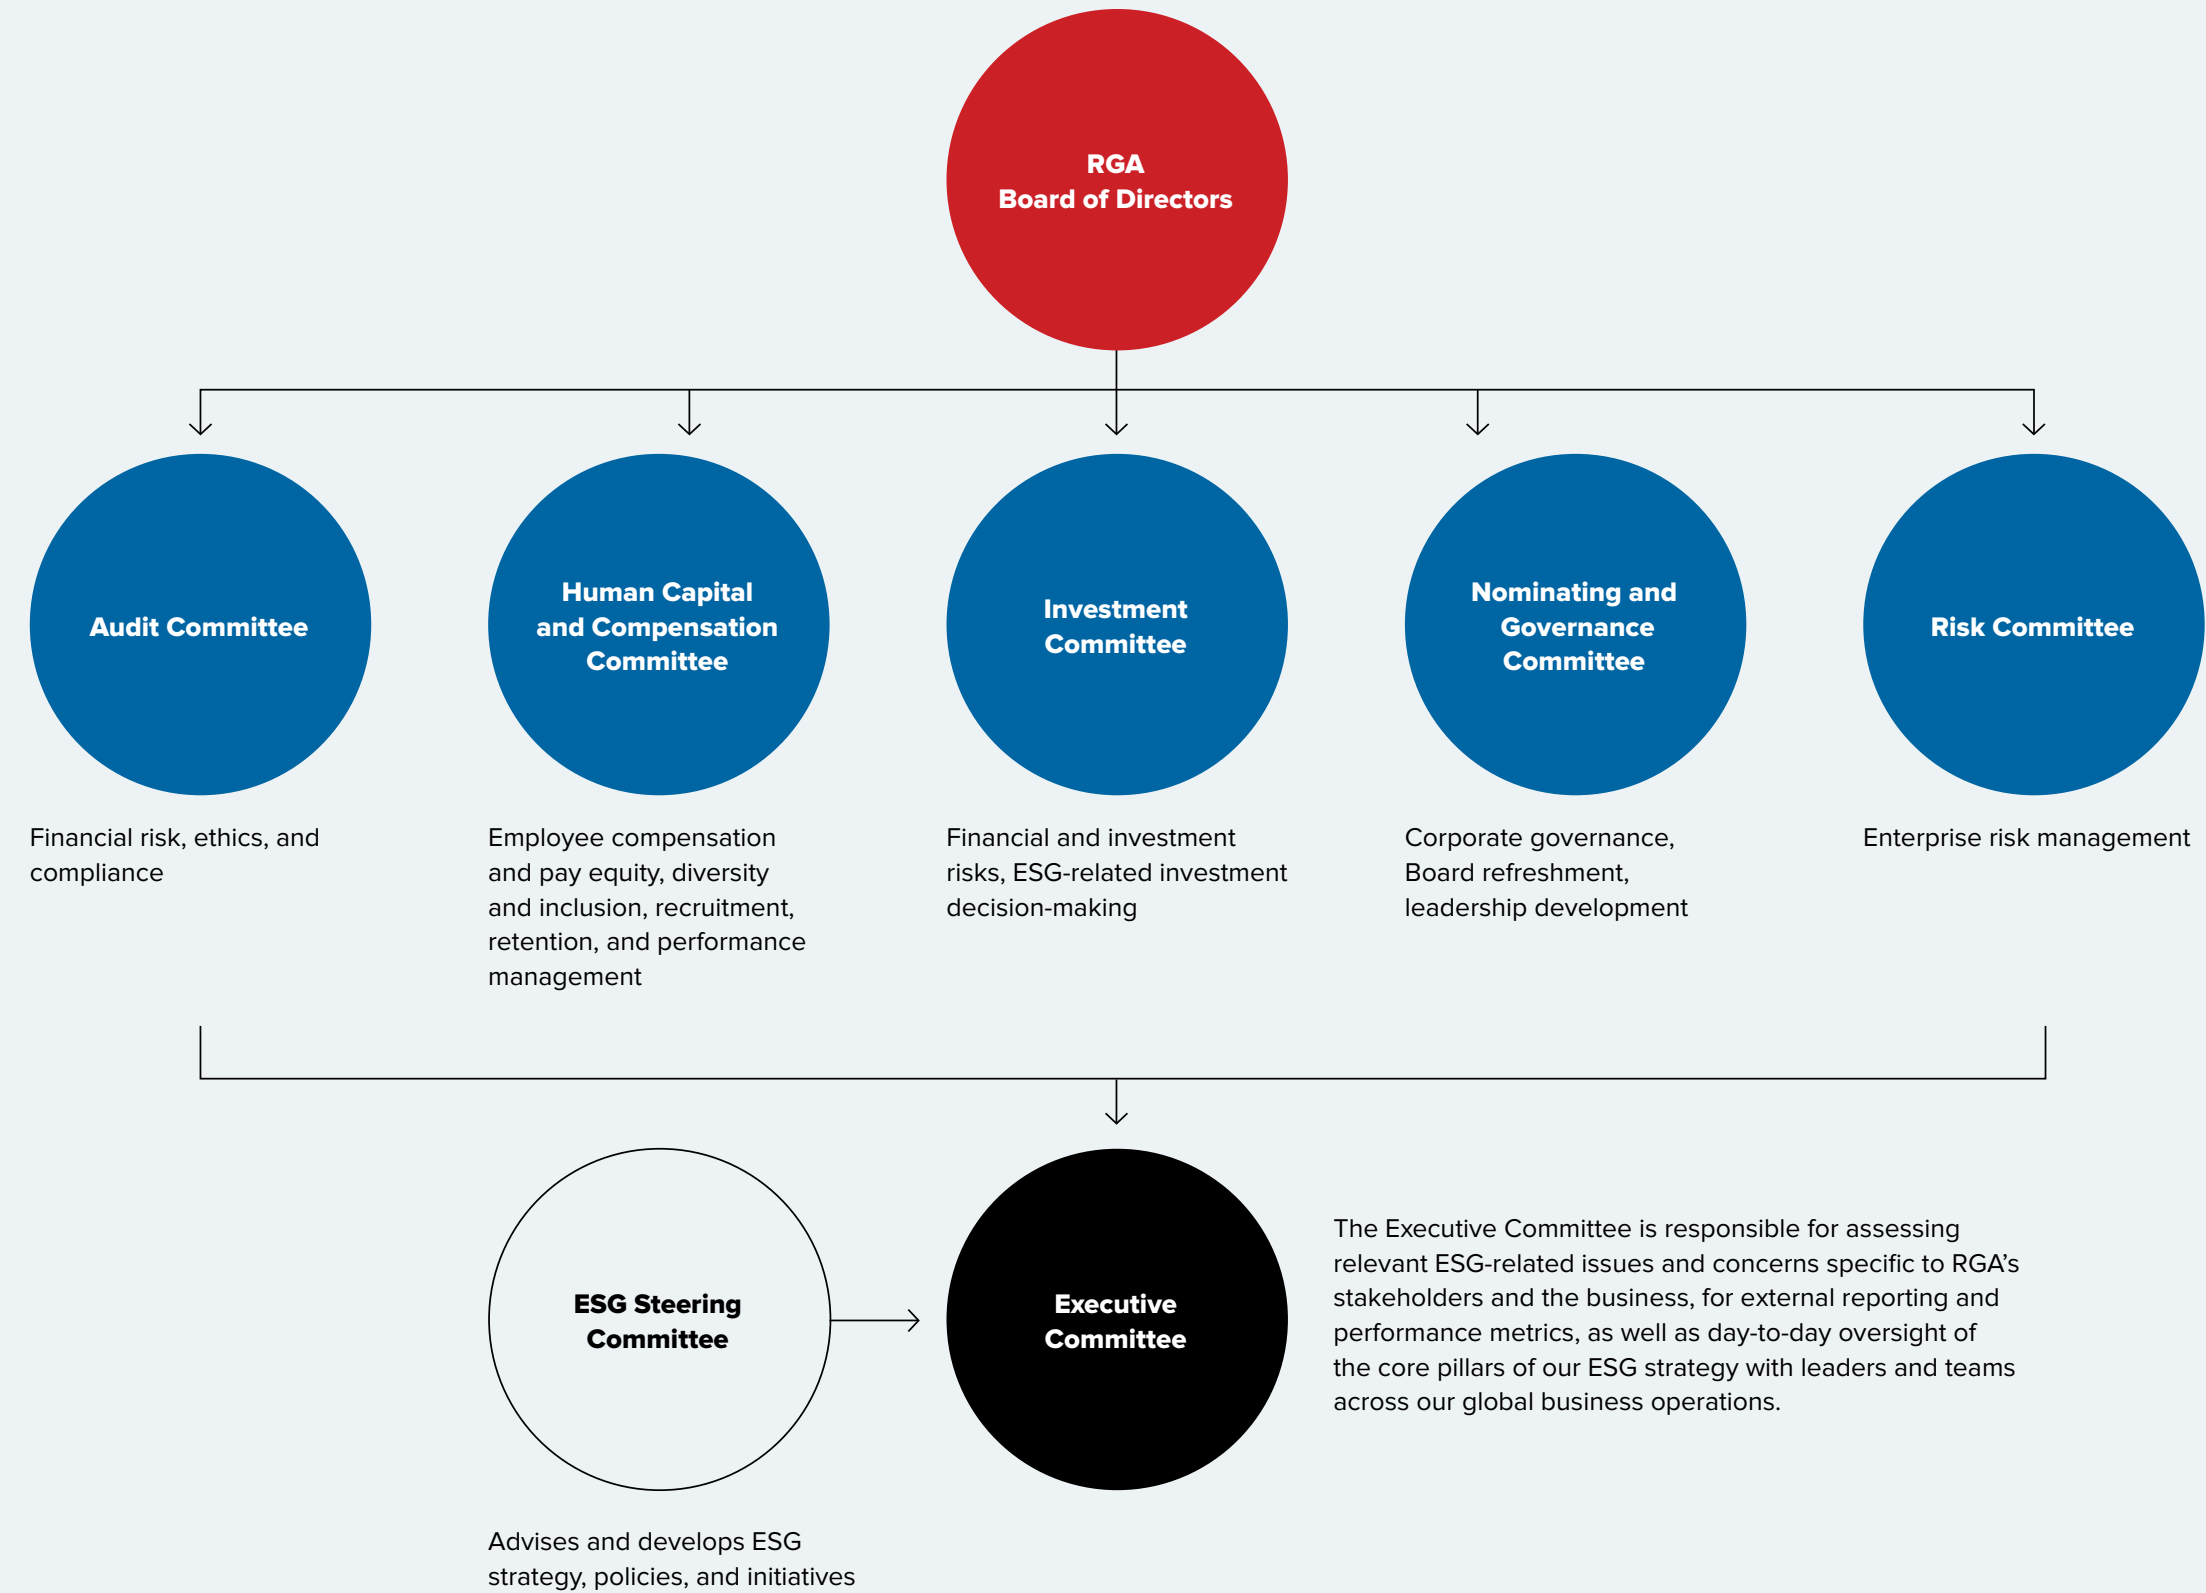 RGA
Board of Directors
Audit Committee
Human Capital
and Compensation
Committee
Investment
Committee
Nominating and
Governance
Committee
Risk Committee
Financial risk, ethics, and
compliance
Employee compensation
and pay equity, diversity
and inclusion, recruitment,
retention, and performance
management
Financial and investment
risks, ESG-related investment
decision-making
Corporate governance,
Board refreshment,
leadership development
Enterprise risk management
ESG Steering
Committee
Executive
Committee
The Executive Committee is responsible for assessing
relevant ESG-related issues and concerns specific to RGA’s
stakeholders and the business, for external reporting and
performance metrics, as well as day-to-day oversight of
the core pillars of our ESG strategy with leaders and teams
across our global business operations.
Advises and develops ESG
strategy, policies, and initiatives